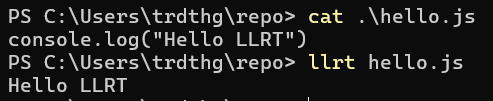 PS C:\Users\trdthg\repo> cat .\hello.js
console.log("Hello LLRT")
PS C:\Users\trdthg\repo> llrt hello.js
Hello LLRT